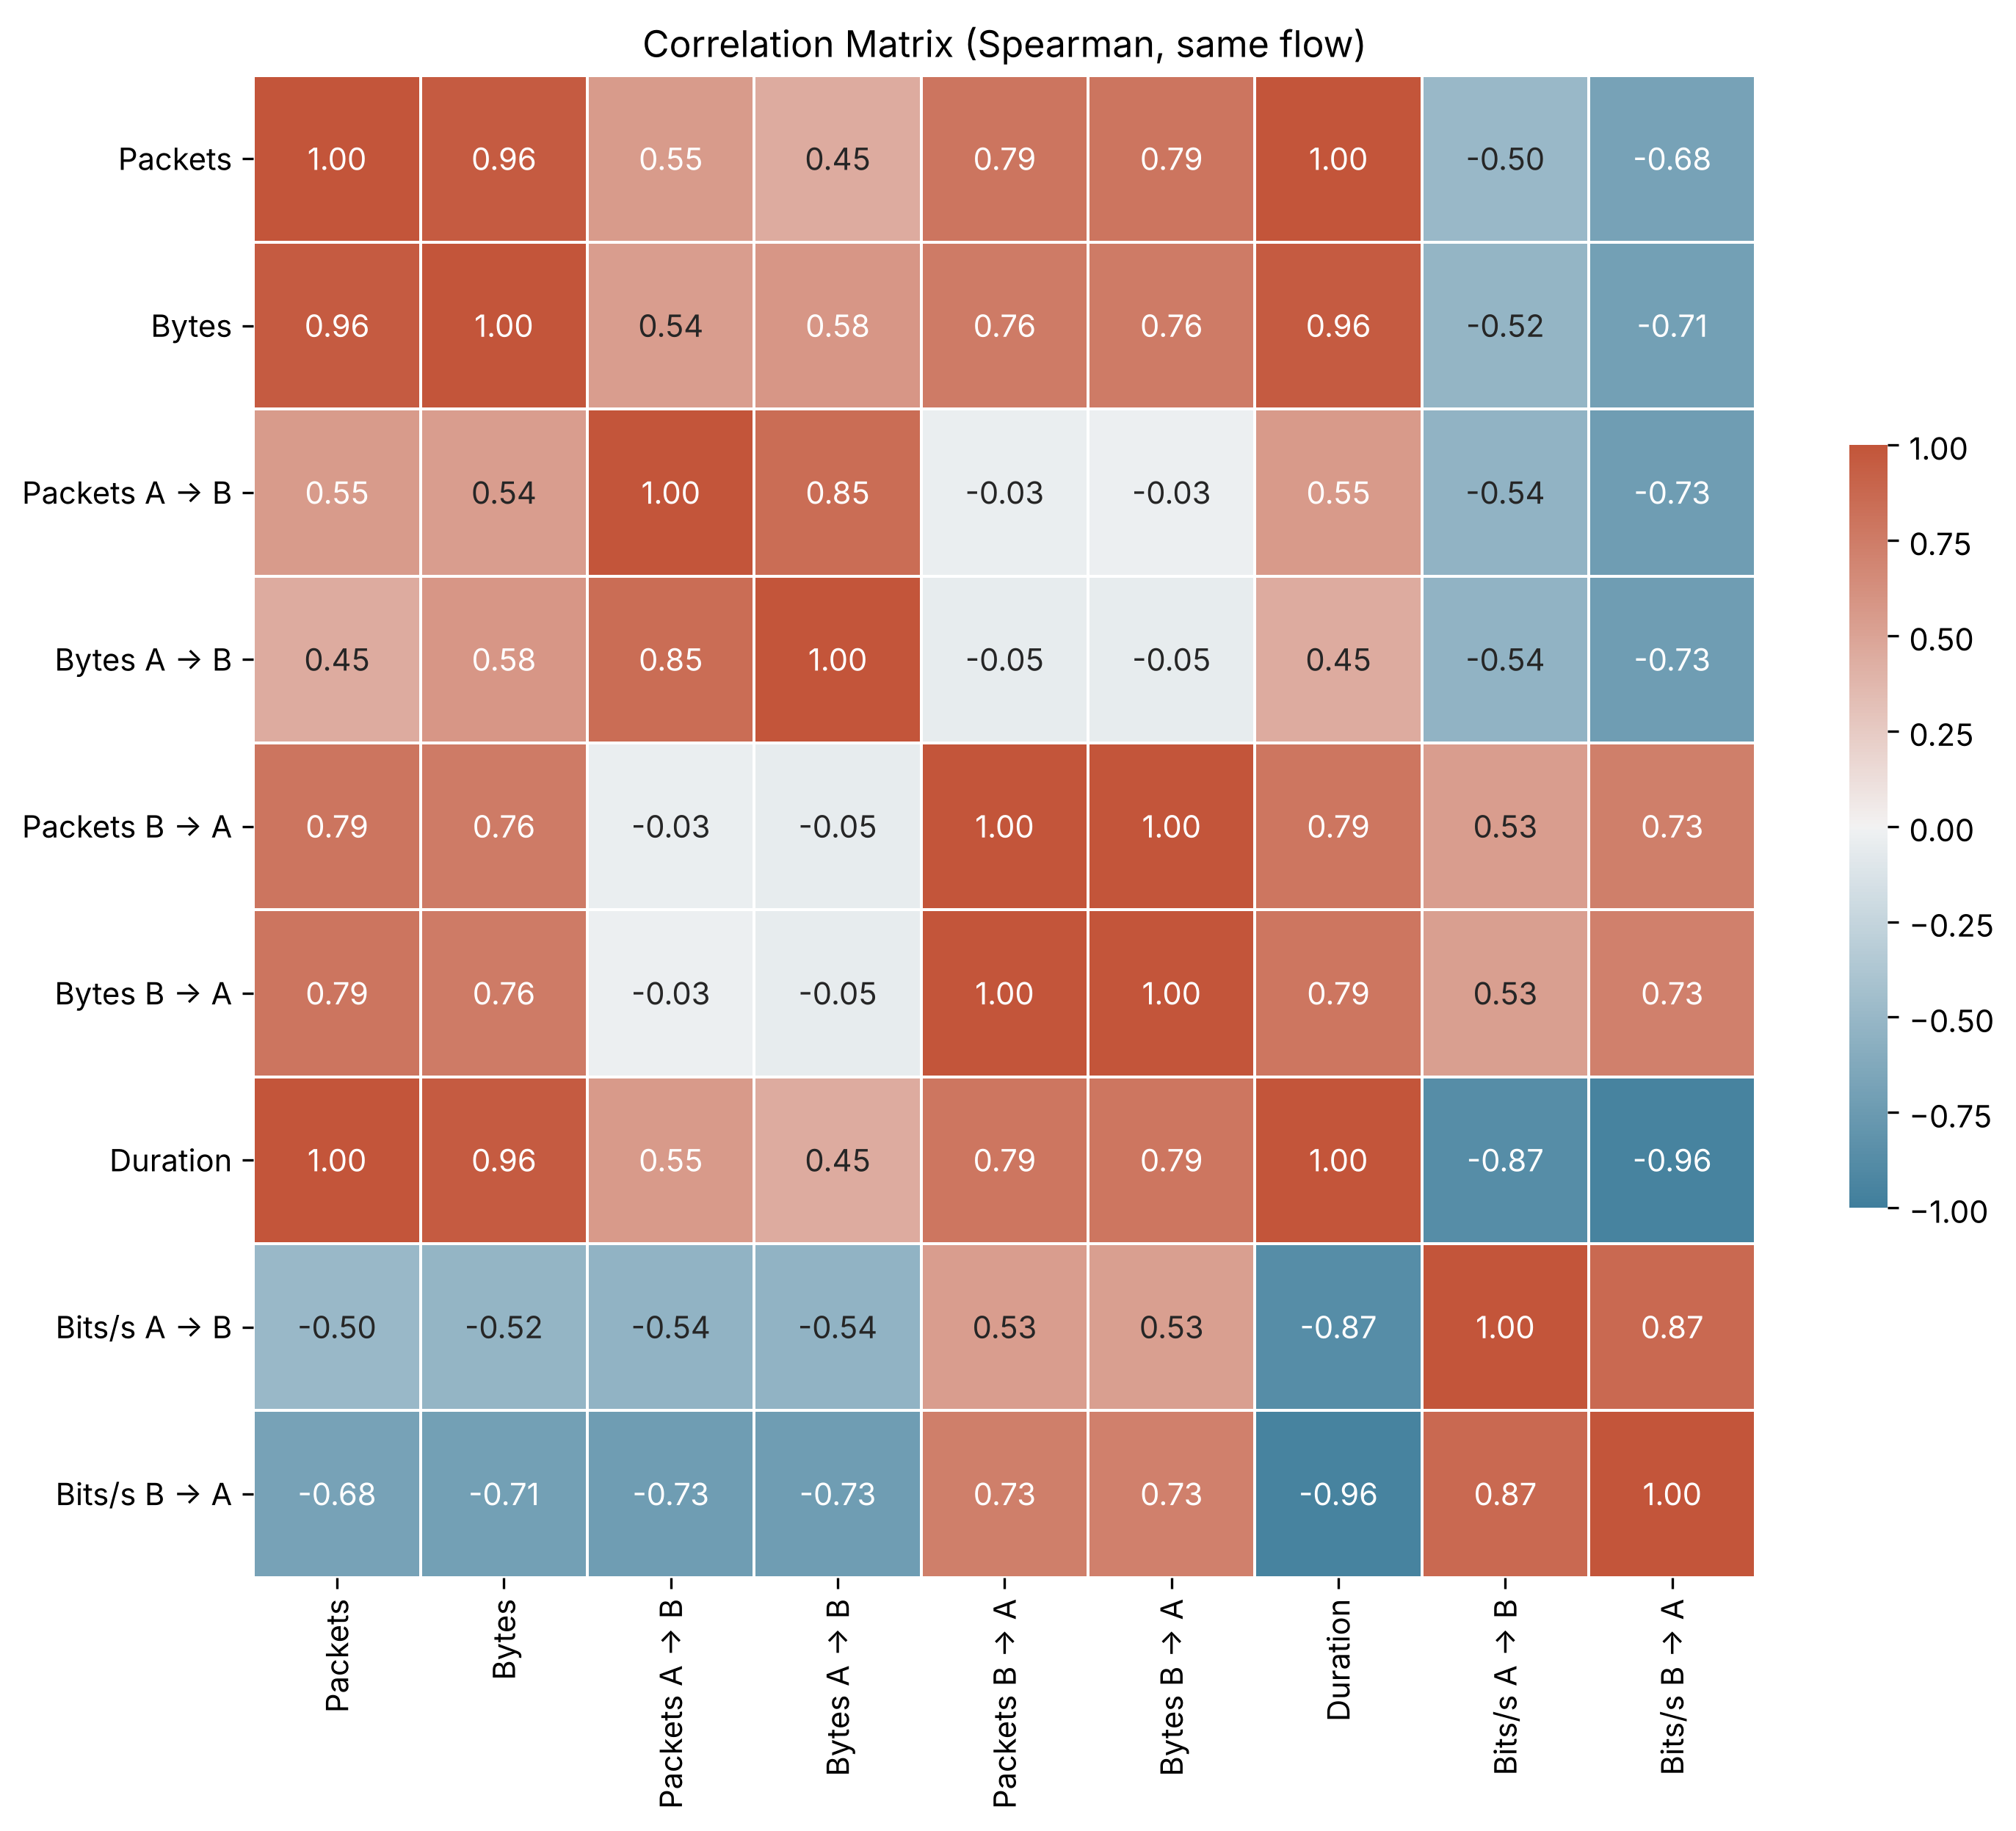 Correlation Matrix (Spearman, same flow)
Packets 1.00 0.96 0.55 0.45 0.79 0.79 1.00 -0.50 -0.68
Bytes 0.96 1.00 0.54 0.58 0.76 0.76 0.96 -0.52 -0.71
Packets A → B 0.55 0.54 1.00 0.85 -0.03 -0.03 0.55 -0.54 -0.73
Bytes A → B 0.45 0.58 0.85 1.00 -0.05 -0.05 0.45 -0.54 -0.73
Packets B → A 0.79 0.76 -0.03 -0.05 1.00 1.00 0.79 0.53 0.73
Bytes B → A 0.79 0.76 -0.03 -0.05 1.00 1.00 0.79 0.53 0.73
Duration 1.00 0.96 0.55 0.45 0.79 0.79 1.00 -0.87 -0.96
Bits/s A → B -0.50 -0.52 -0.54 -0.54 0.53 0.53 -0.87 1.00 0.87
Bits/s B → A -0.68 -0.71 -0.73 -0.73 0.73 0.73 -0.96 0.87 1.00
Packets
Bytes
Packets A → B
Bytes A → B
Packets B → A
Bytes B → A
Duration
Bits/s A → B
Bits/s B → A
1.00
0.75
0.50
0.25
0.00
−0.25
−0.50
−0.75
−1.00